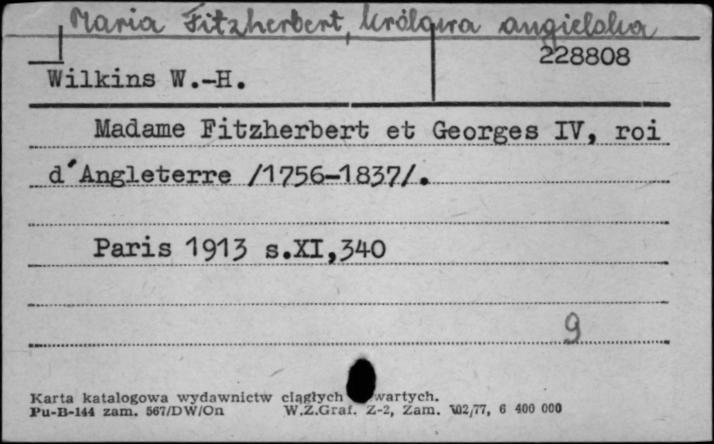 Maria Fitzherbert, królowa angielska
228808
Wilkins W.-H.
Madame Fitzherbert et Georges IV, roi
d'Angleterre /1756-1837/.
Paris 1913 s.XI,340
9
Karta katalogowa wydawnictw ciągłych wartych.
Pu-B-144 zam. 567/DW/On W.Z.Graf. Z-2, Zam. 102/77, 6 400 000